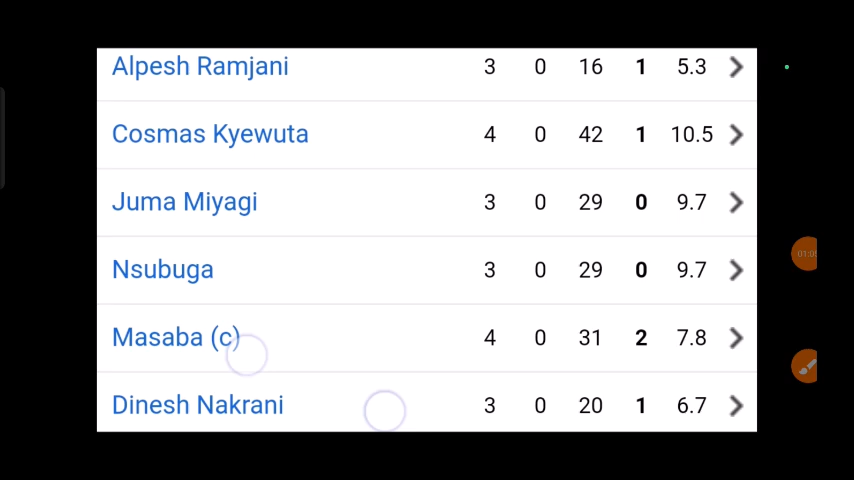 Alpesh Ramjani 3 0 16 1 5.3
Cosmas Kyewuta 4 0 42 1 10.5
Juma Miyagi 3 0 29 0 9.7
Nsubuga 3 0 29 0 9.7
Masaba (c) 4 0 31 2 7.8
Dinesh Nakrani 3 0 20 1 6.7